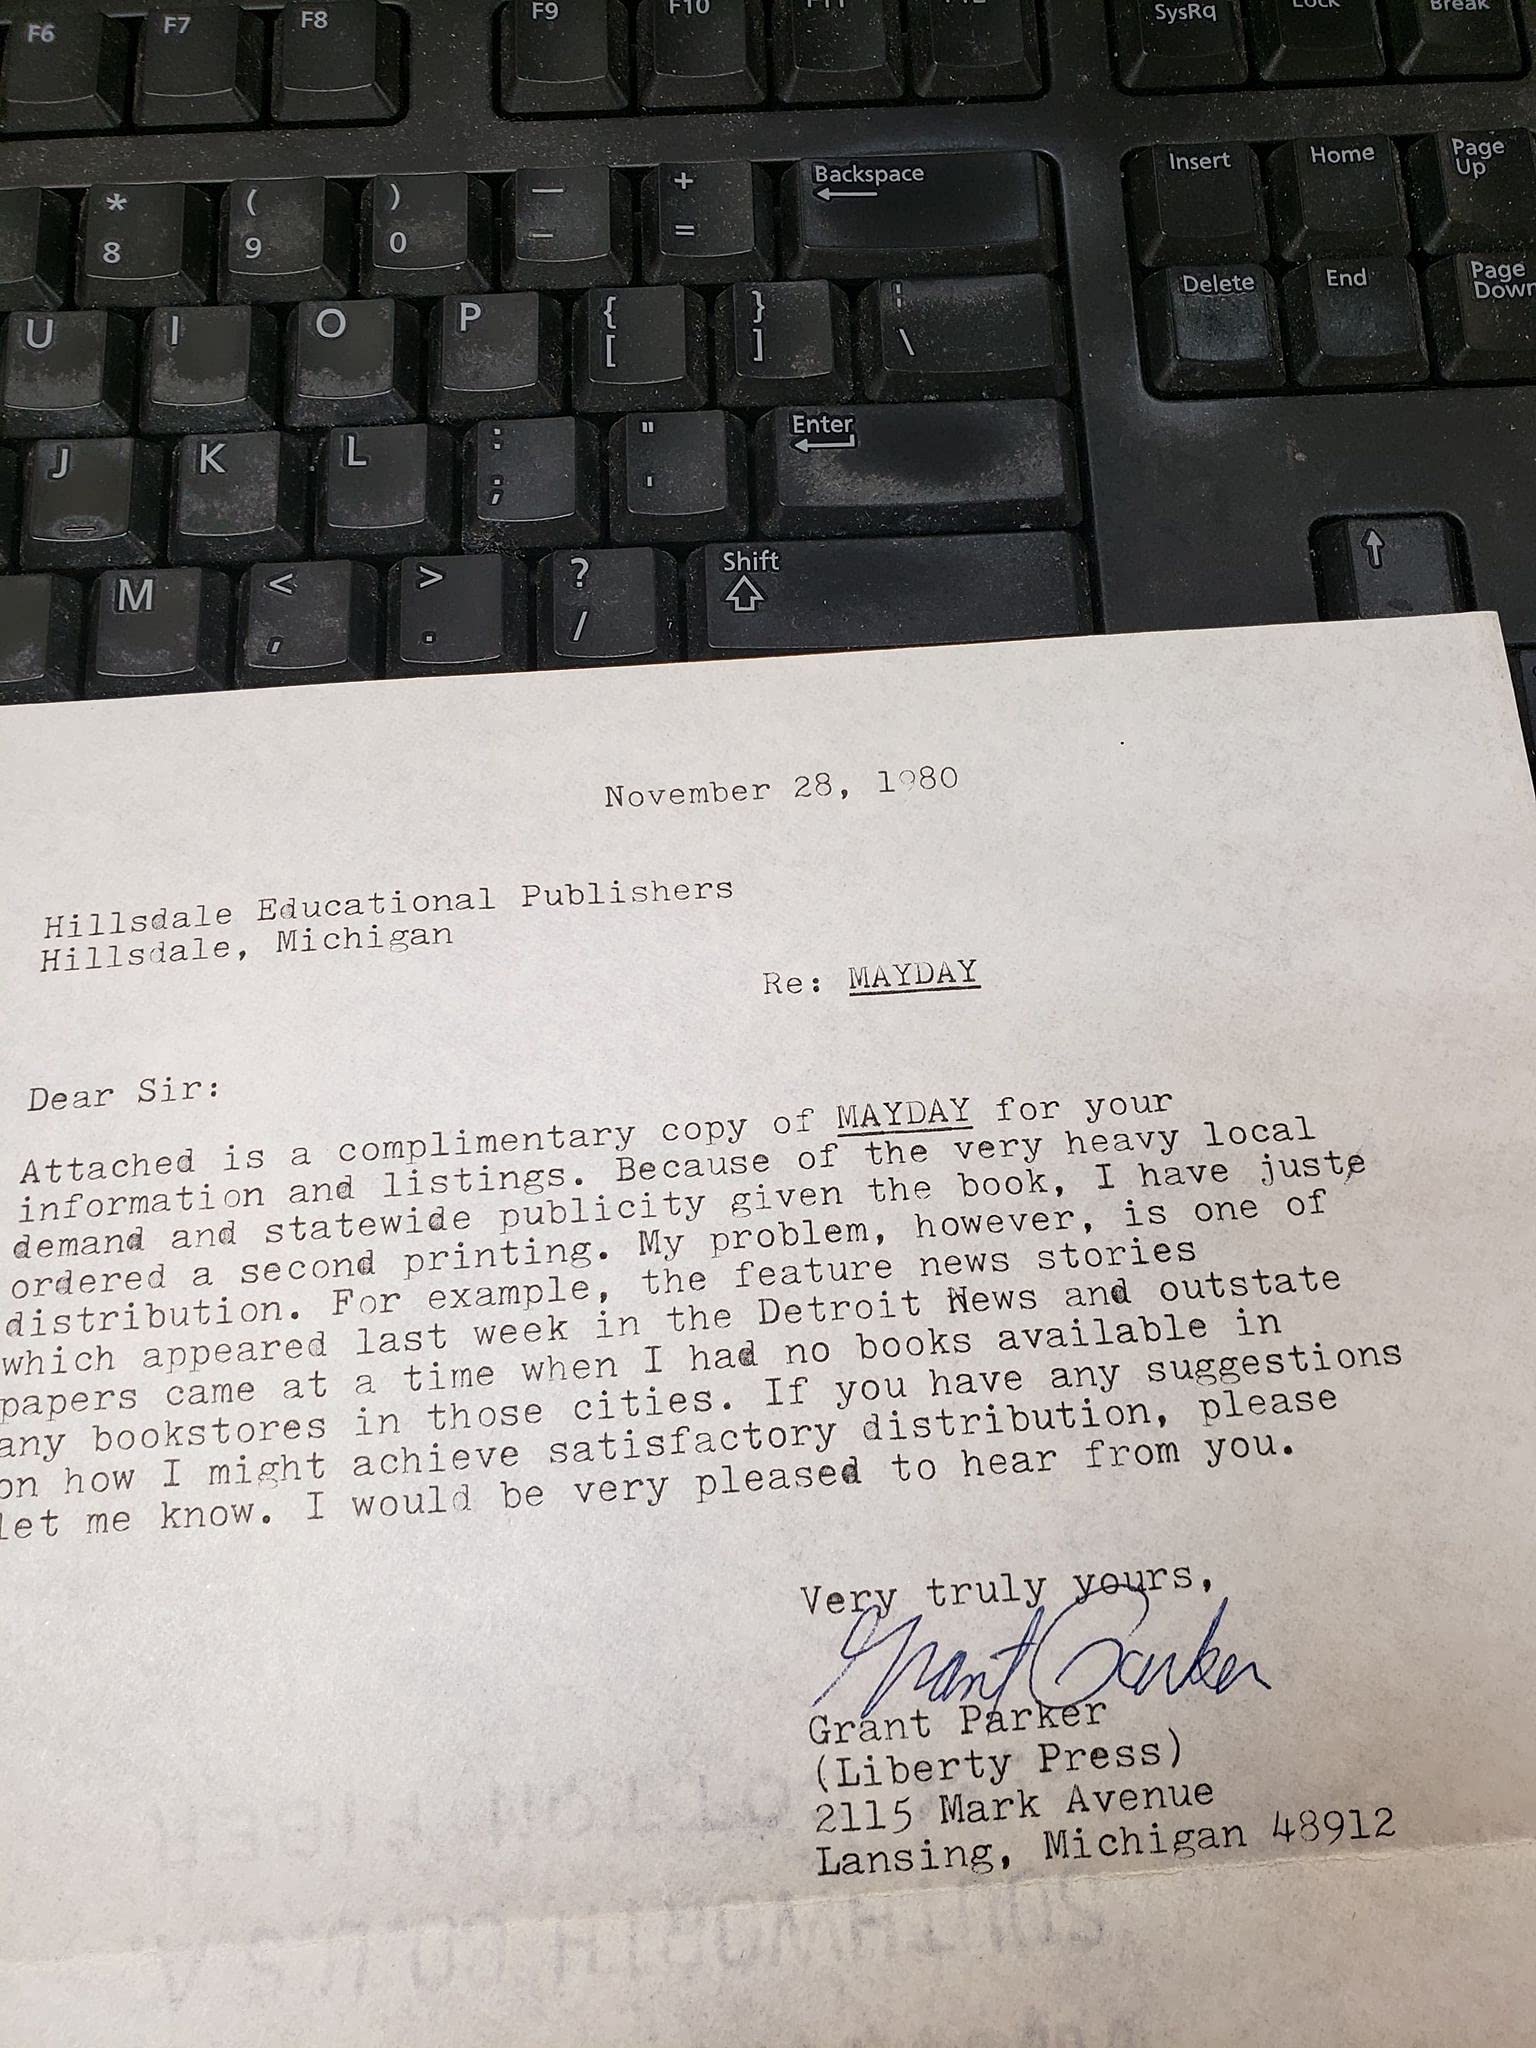 F6 F7 F8 F9 F10 F11 F12 SysRq Lock Break
* 8 ( 9 ) 0 — - + = Backspace Insert Home Page Up
U I O P { [ } ] ¦ \ Delete End Page Down
J K L : ; " ' Enter
M < , > . ? / Shift
November 28, 1980
Hillsdale Educational Publishers
Hillsdale, Michigan
Re: MAYDAY
Dear Sir:
Attached is a complimentary copy of MAYDAY for your
information and listings. Because of the very heavy local
demand and statewide publicity given the book, I have juste
ordered a second printing. My problem, however, is one of
distribution. For example, the feature news stories
which appeared last week in the Detroit News and outstate
papers came at a time when I had no books available in
any bookstores in those cities. If you have any suggestions
on how I might achieve satisfactory distribution, please
let me know. I would be very pleased to hear from you.
Very truly yours,
Grant Parker
Grant Parker
(Liberty Press)
2115 Mark Avenue
Lansing, Michigan 48912